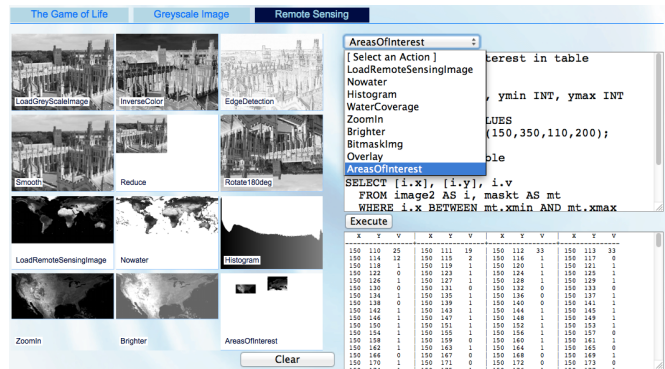 The Game of Life
Greyscale Image
Remote Sensing
LoadGreyScaleImage
InverseColor
EdgeDetection
Smooth
Reduce
Rotate180deg
LoadRemoteSensingImage
Nowater
Histogram
ZoomIn
Brighter
AreasOfInterest
Clear
AreasOfInterest
[ Select an Action ]
LoadRemoteSensingImage
Nowater
Histogram
WaterCoverage
ZoomIn
Brighter
BitmaskImg
Overlay
AreasOfInterest
terest in table
, ymin INT, ymax INT
LUES
(150,350,110,200);
ble
SELECT [i.x], [i.y], i.v
FROM image2 AS i, maskt AS mt
WHERE i.x BETWEEN mt.xmin AND mt.xmax
Execute
X Y V X Y V X Y V X Y V
150 110 25 150 111 19 150 112 33 150 113 33
150 114 12 150 115 2 150 116 1 150 117 0
150 118 1 150 119 1 150 120 1 150 121 1
150 122 0 150 123 1 150 124 1 150 125 1
150 126 1 150 127 1 150 128 1 150 129 1
150 130 0 150 131 0 150 132 0 150 133 0
150 134 1 150 135 1 150 136 0 150 137 1
150 138 0 150 139 1 150 140 0 150 141 1
150 142 1 150 143 1 150 144 1 150 145 1
150 146 1 150 147 1 150 148 1 150 149 1
150 150 1 150 151 1 150 152 1 150 153 1
150 154 1 150 155 1 150 156 1 150 157 0
150 158 1 150 159 0 150 160 1 150 161 1
150 162 1 150 163 1 150 164 1 150 165 0
150 166 0 150 167 0 150 168 0 150 169 1
150 170 1 150 171 0 150 172 0 150 173 0